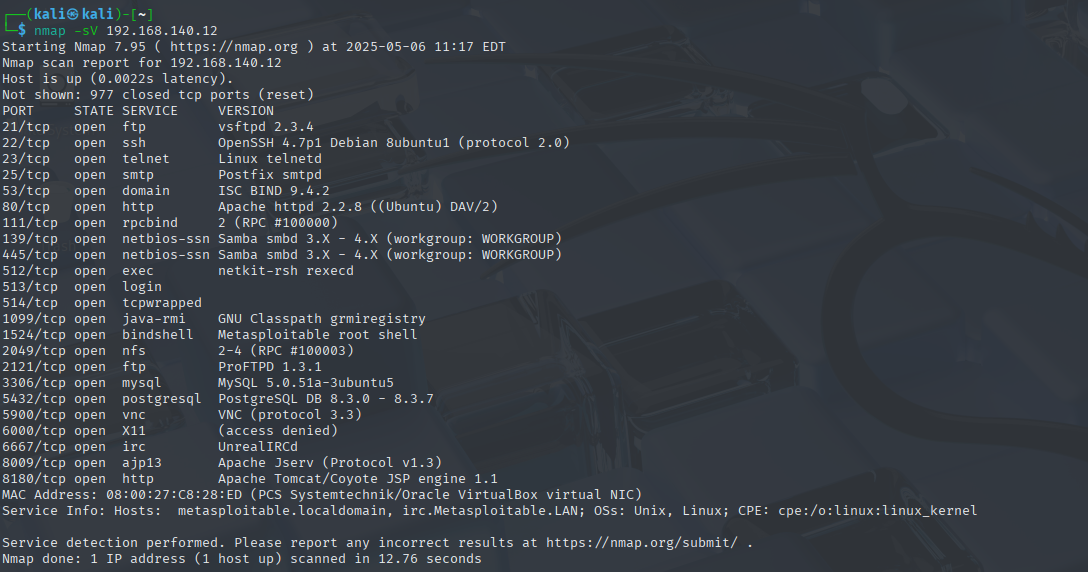 ┌──(kali㉿kali)-[~]
└─$ nmap -sV 192.168.140.12
Starting Nmap 7.95 ( https://nmap.org ) at 2025-05-06 11:17 EDT
Nmap scan report for 192.168.140.12
Host is up (0.0022s latency).
Not shown: 977 closed tcp ports (reset)
PORT     STATE SERVICE     VERSION
21/tcp   open  ftp         vsftpd 2.3.4
22/tcp   open  ssh         OpenSSH 4.7p1 Debian 8ubuntu1 (protocol 2.0)
23/tcp   open  telnet      Linux telnetd
25/tcp   open  smtp        Postfix smtpd
53/tcp   open  domain      ISC BIND 9.4.2
80/tcp   open  http        Apache httpd 2.2.8 ((Ubuntu) DAV/2)
111/tcp  open  rpcbind     2 (RPC #100000)
139/tcp  open  netbios-ssn Samba smbd 3.X - 4.X (workgroup: WORKGROUP)
445/tcp  open  netbios-ssn Samba smbd 3.X - 4.X (workgroup: WORKGROUP)
512/tcp  open  exec        netkit-rsh rexecd
513/tcp  open  login
514/tcp  open  tcpwrapped
1099/tcp open  java-rmi    GNU Classpath grmiregistry
1524/tcp open  bindshell   Metasploitable root shell
2049/tcp open  nfs         2-4 (RPC #100003)
2121/tcp open  ftp         ProFTPD 1.3.1
3306/tcp open  mysql       MySQL 5.0.51a-3ubuntu5
5432/tcp open  postgresql  PostgreSQL DB 8.3.0 - 8.3.7
5900/tcp open  vnc         VNC (protocol 3.3)
6000/tcp open  X11         (access denied)
6667/tcp open  irc         UnrealIRCd
8009/tcp open  ajp13       Apache Jserv (Protocol v1.3)
8180/tcp open  http        Apache Tomcat/Coyote JSP engine 1.1
MAC Address: 08:00:27:C8:28:ED (PCS Systemtechnik/Oracle VirtualBox virtual NIC)
Service Info: Hosts:  metasploitable.localdomain, irc.Metasploitable.LAN; OSs: Unix, Linux; CPE: cpe:/o:linux:linux_kernel

Service detection performed. Please report any incorrect results at https://nmap.org/submit/ .
Nmap done: 1 IP address (1 host up) scanned in 12.76 seconds